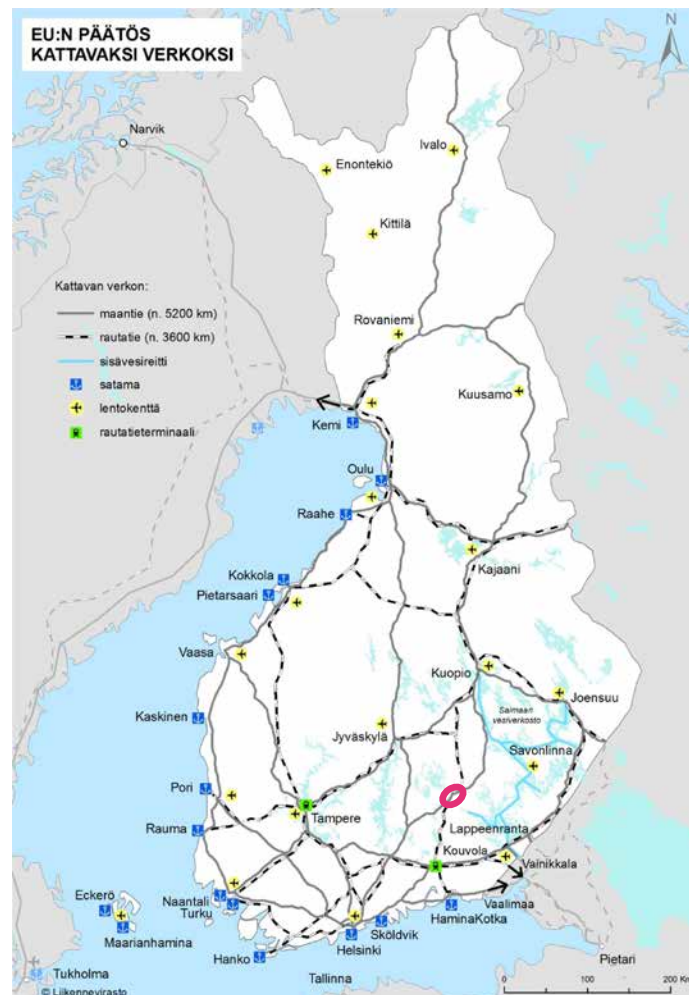 EU:N PÄÄTÖS
KATTAVAKSI VERKOKSI
N
Narvik
Ivalo
Enontekiö
Kittilä
Kattavan verkon:
maantie (n. 5200 km)
rautatie (n. 3600 km)
sisävesireitti
satama
lentokenttä
rautatieterminaali
Rovaniemi
Kuusamo
Kemi
Oulu
Raahe
Kajaani
Kokkola
Pietarsaari
Vaasa
Kuopio
Joensuu
Kaskinen
Saimaan
vesiverkosto
Jyväskylä
Savonlinna
Pori
Tampere
Rauma
Lappeenranta
Kouvola
Vainikkala
Naantali
Turku
Eckerö
Vaalimaa
HaminaKotka
Sköldvik
Maarianhamina
Helsinki
Hanko
Pietari
Tukholma
Tallinna
0 100 200 Km
© Liikennevirasto